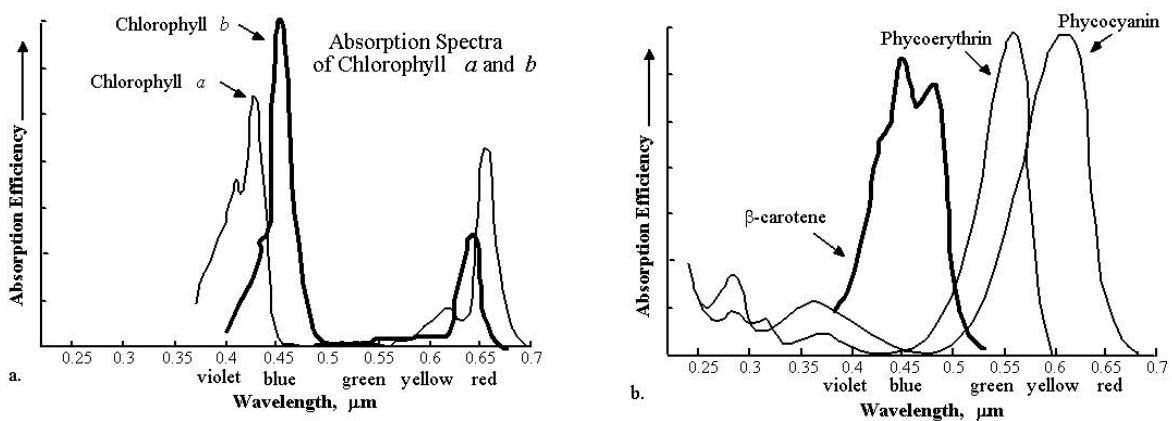 Chlorophyll b
Chlorophyll a
Absorption Spectra
of Chlorophyll a and b
Absorption Efficiency
0.25 0.3 0.35 0.4 0.45 0.5 0.55 0.6 0.65 0.7
violet blue green yellow red
Wavelength, μm
a.
Phycocyanin
Phycoerythrin
β-carotene
Absorption Efficiency
0.25 0.3 0.35 0.4 0.45 0.5 0.55 0.6 0.65 0.7
violet blue green yellow red
Wavelength, μm
b.